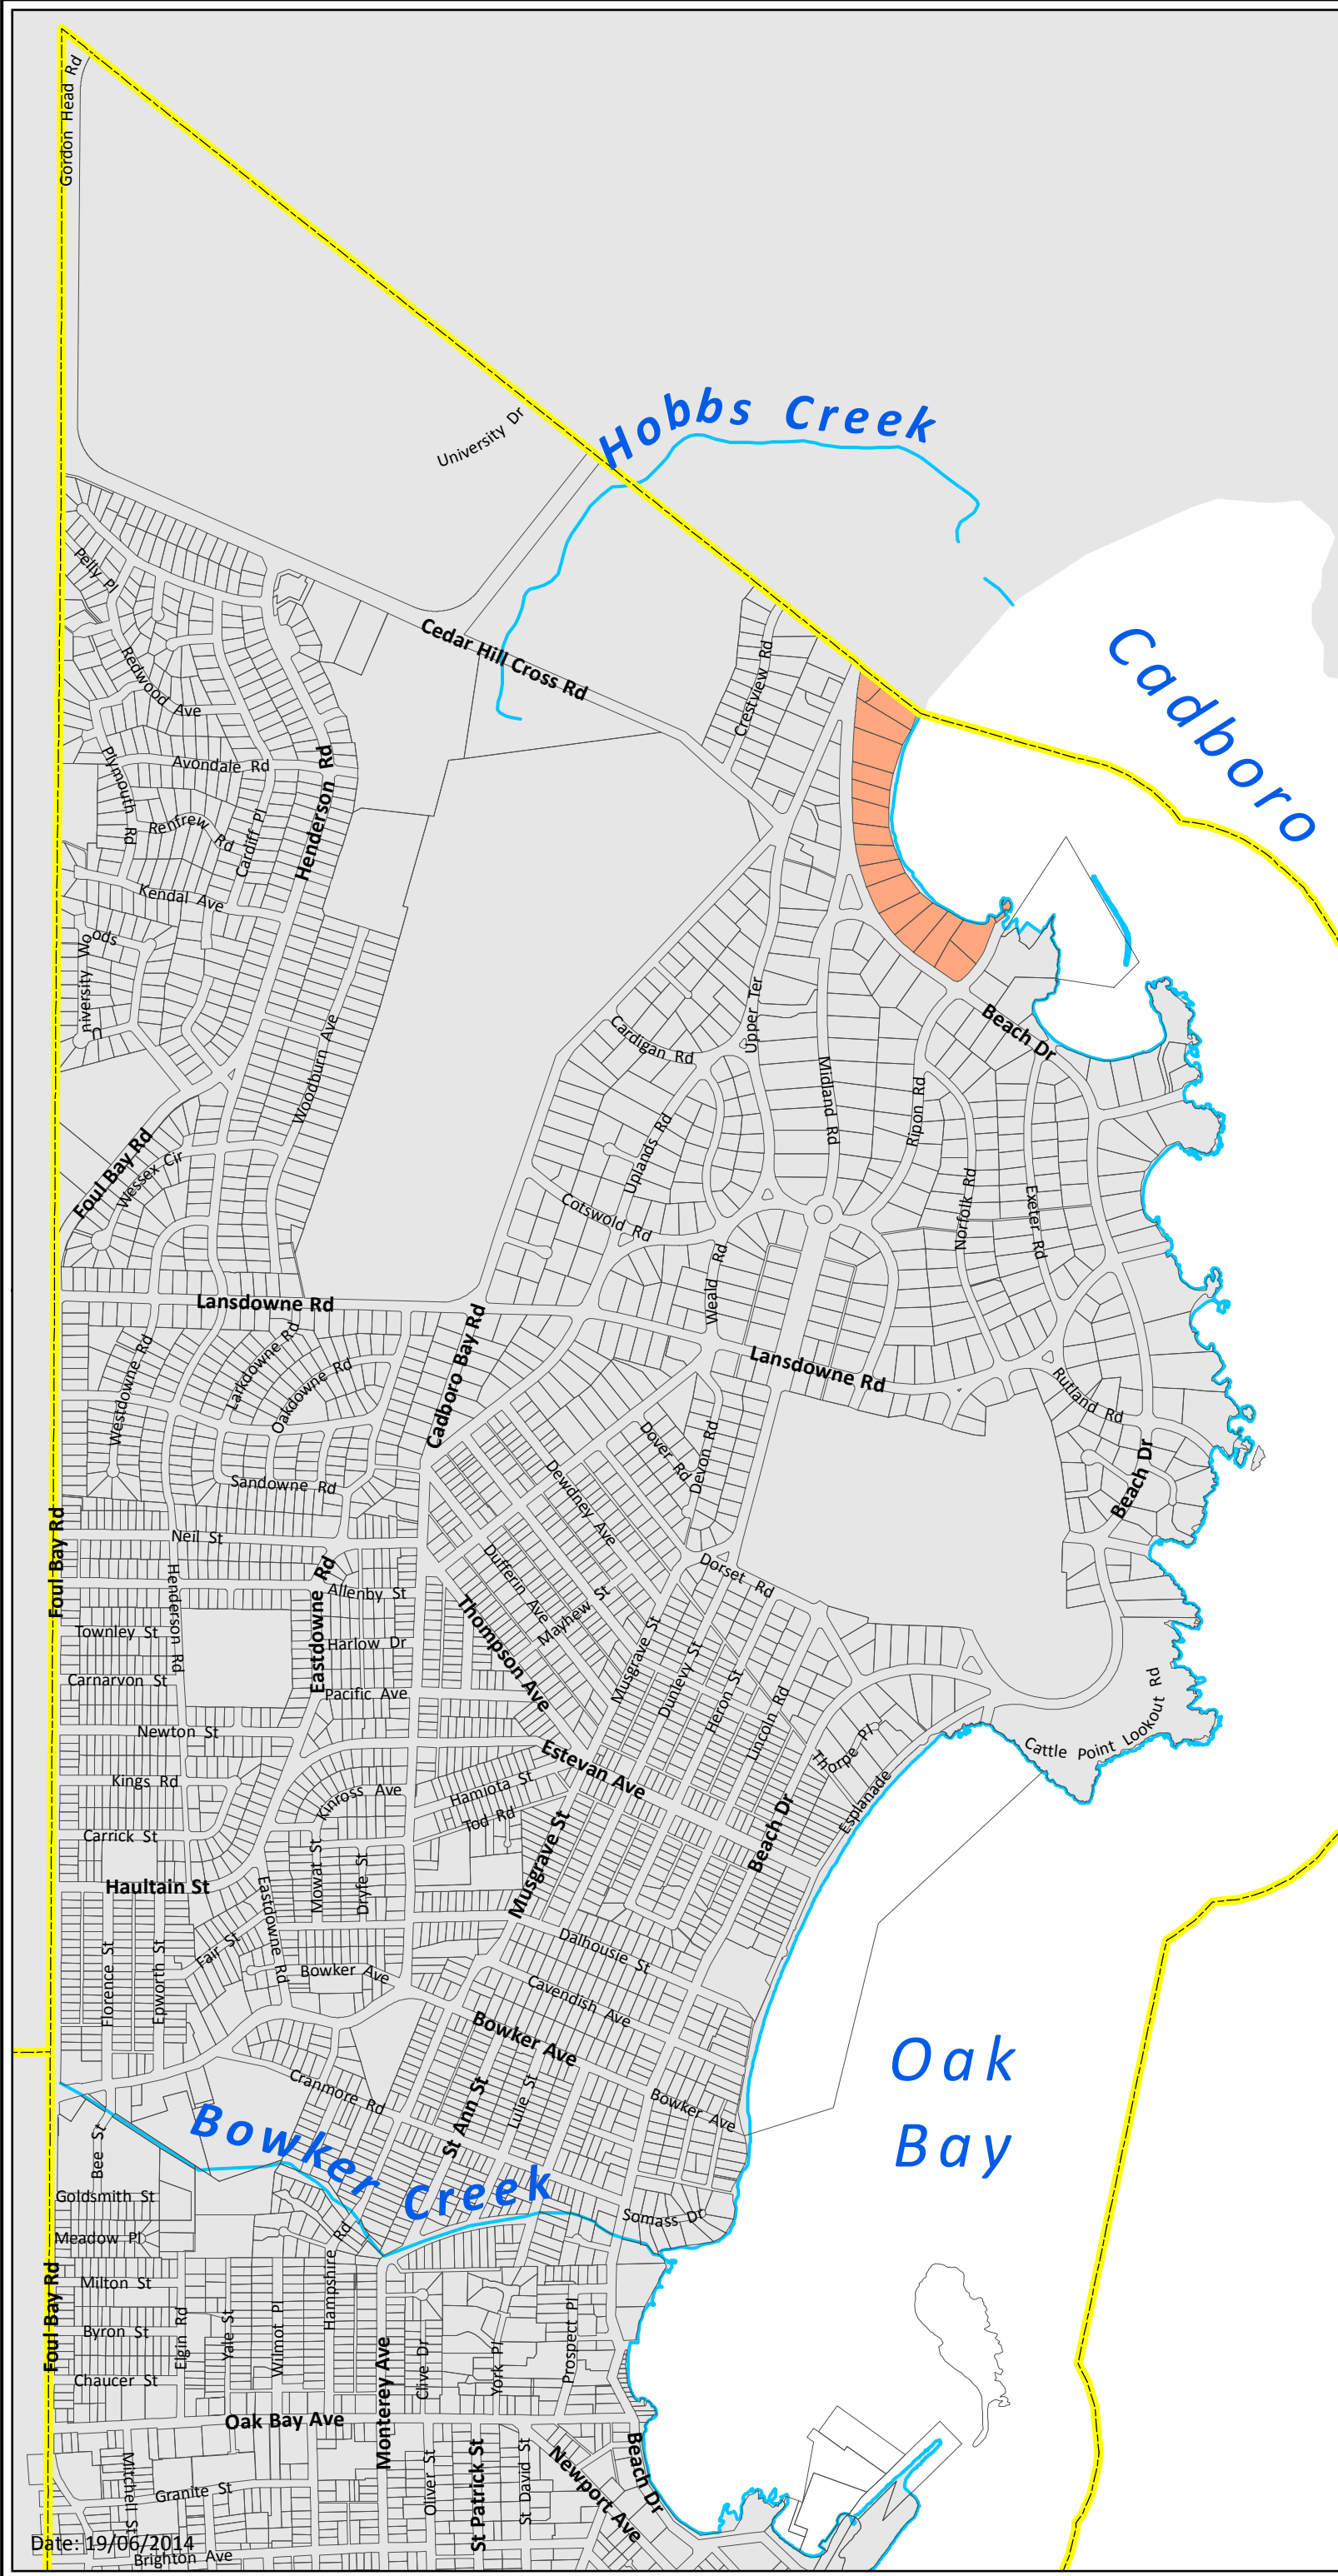 Gordon Head Rd
University Dr
Hobbs Creek
Pelly Pl
Cedar Hill Cross Rd
Cadboro
Redwood Ave
Crestview Rd
Plymouth Rd
Avondale Rd
Henderson Rd
Renfrew Rd
Cardiff Pl
Kendal Ave
University Woods
Woodburn Ave
Cardigan Rd
Upper Ter
Beach Dr
Midland Rd
Ripon Rd
Uplands Rd
Foul Bay Rd
Wessex Cir
Cotswold Rd
Norfolk Rd
Exeter Rd
Weald Rd
Lansdowne Rd
Cadboro Bay Rd
Larkdowne Rd
Westdowne Rd
Oakdowne Rd
Lansdowne Rd
Rutland Rd
Dover Rd
Devon Rd
Beach Dr
Sandowne Rd
Dewdney Ave
Foul Bay Rd
Neil St
Henderson Rd
Eastdowne Rd
Allenby St
Dufferin Ave
Mayhew St
Dorset Rd
Thompson Ave
Townley St
Harlow Dr
Musgrave St
Dunlevy St
Heron St
Lincoln Rd
Carnarvon St
Pacific Ave
Newton St
Cattle Point Lookout Rd
Estevan Ave
Thorpe Pl
Esplanade
Kings Rd
Kinross Ave
Hamiota St
Tod Rd
Carrick St
Musgrave St
Beach Dr
Haultain St
Mowat St
Dryfe St
Eastdowne Rd
Florence St
Epworth St
Fair St
Bowker Ave
Dalhousie St
Cavendish Ave
Bowker Ave
Oak
Bay
Cranmore Rd
St Ann St
Lulie St
Bowker Ave
Bowker Creek
Bee St
Goldsmith St
Meadow Pl
Somass Dr
Hampshire Rd
Foul Bay Rd
Milton St
Byron St
Chaucer St
Elgin Rd
Yale St
Wilmot Pl
Monterey Ave
Clive Dr
York Pl
Prospect Pl
Oak Bay Ave
Mitchell St
Granite St
Oliver St
St Patrick St
St David St
Newport Ave
Beach Dr
Date: 19/06/2014
Brighton Ave